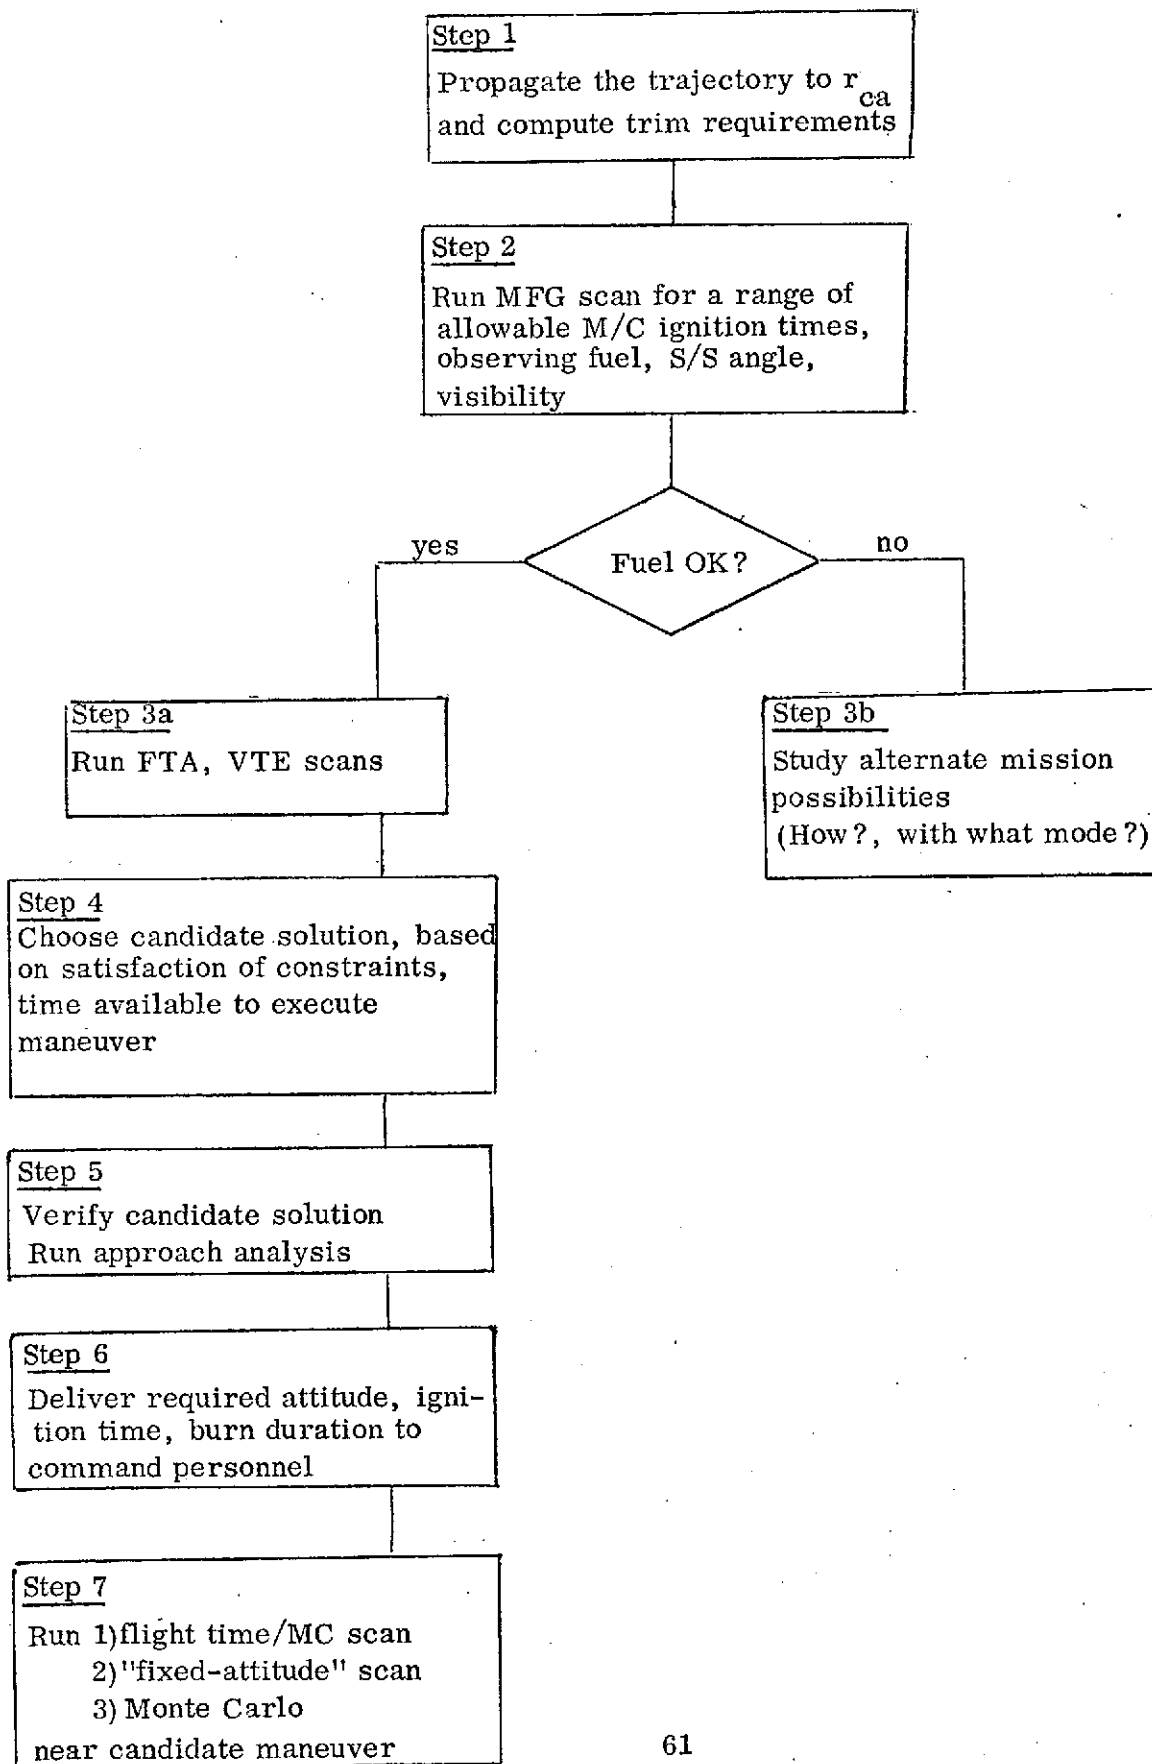 Step 1
Propagate the trajectory to r_ca
and compute trim requirements
Step 2
Run MFG scan for a range of
allowable M/C ignition times,
observing fuel, S/S angle,
visibility
yes
Fuel OK?
no
Step 3a
Run FTA, VTE scans
Step 3b
Study alternate mission
possibilities
(How?, with what mode?)
Step 4
Choose candidate solution, based
on satisfaction of constraints,
time available to execute
maneuver
Step 5
Verify candidate solution
Run approach analysis
Step 6
Deliver required attitude, igni-
tion time, burn duration to
command personnel
Step 7
Run 1)flight time/MC scan
2)"fixed-attitude" scan
3) Monte Carlo
near candidate maneuver
61